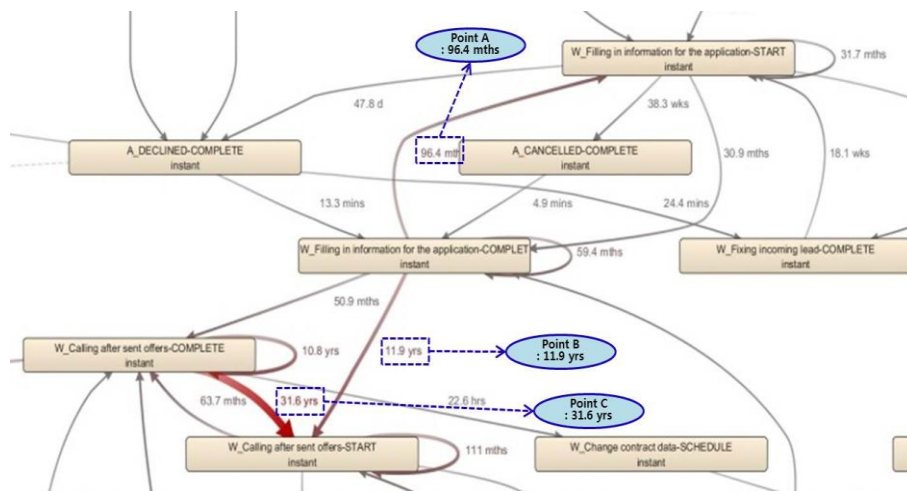 Point A
: 96.4 mths
W_Filling in information for the application-START
instant
31.7 mths
47.8 d
38.3 wks
A_DECLINED-COMPLETE
instant
96.4 mth
A_CANCELLED-COMPLETE
instant
30.9 mths
18.1 wks
13.3 mins
4.9 mins
24.4 mins
W_Filling in information for the application-COMPLET
instant
59.4 mths
W_Fixing incoming lead-COMPLETE
instant
50.9 mths
W_Calling after sent offers-COMPLETE
instant
10.8 yrs
11.9 yrs
Point B
: 11.9 yrs
63.7 mths
31.6 yrs
22.6 hrs
Point C
: 31.6 yrs
W_Calling after sent offers-START
instant
111 mths
W_Change contract data-SCHEDULE
instant